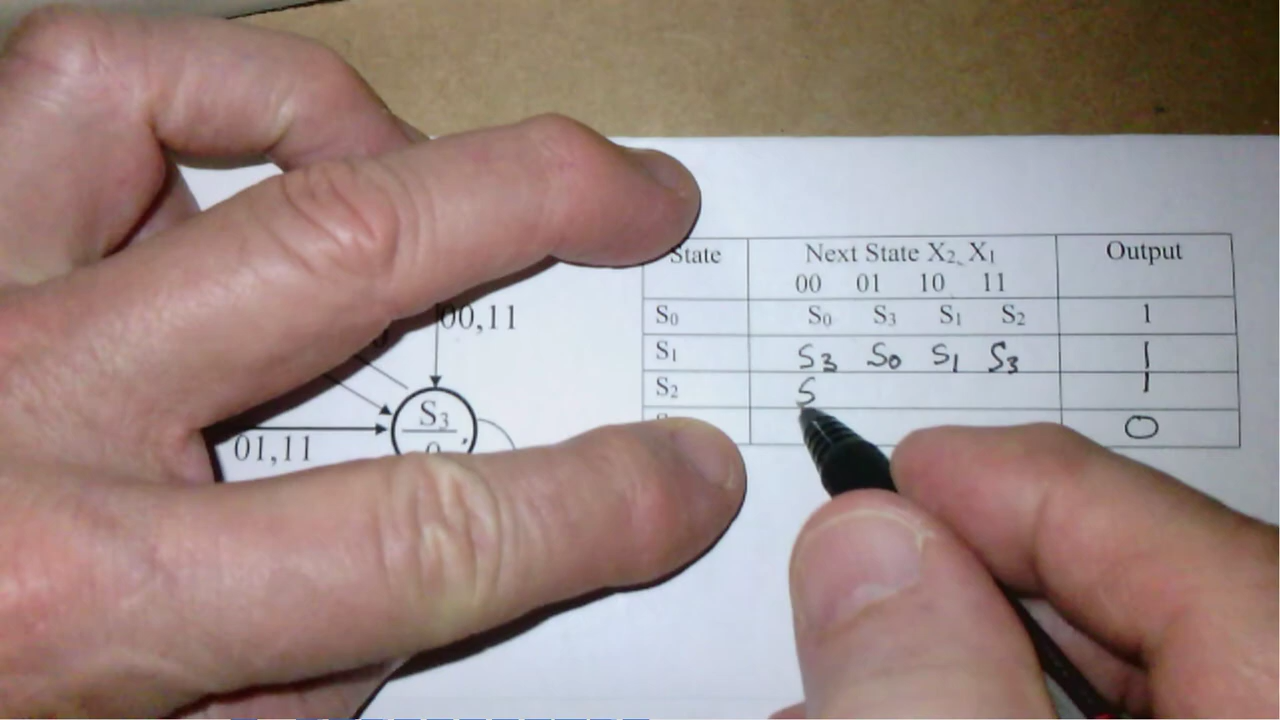 State Next State X2, X1 Output
00 01 10 11
S0 S0 S3 S1 S2 1
S1 S3 S0 S1 S3 1
S2 S 1
0
00,11
S3
01,11